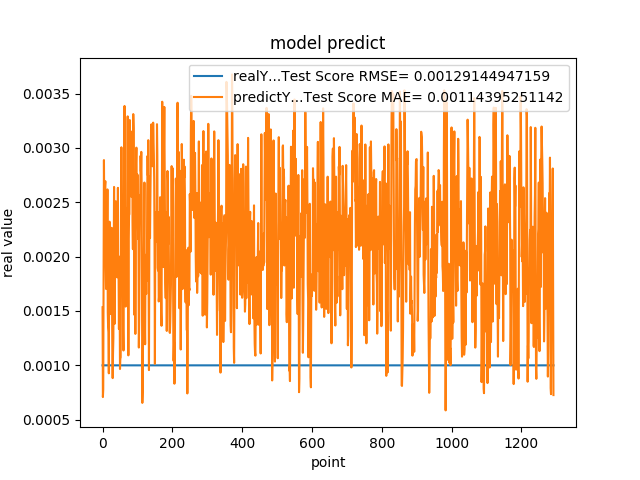 model predict
realY...Test Score RMSE= 0.00129144947159
predictY...Test Score MAE= 0.00114395251142
real value
0.0035
0.0030
0.0025
0.0020
0.0015
0.0010
0.0005
0 200 400 600 800 1000 1200
point